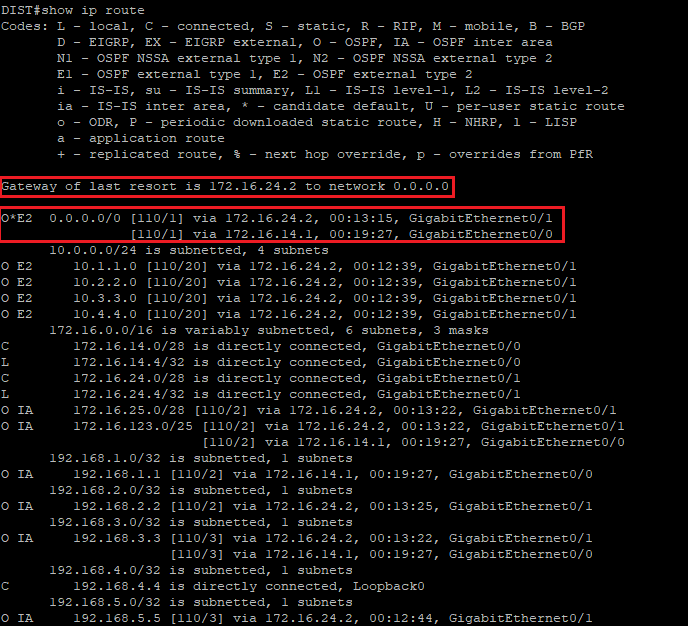 DIST#show ip route
Codes: L - local, C - connected, S - static, R - RIP, M - mobile, B - BGP
D - EIGRP, EX - EIGRP external, O - OSPF, IA - OSPF inter area
N1 - OSPF NSSA external type 1, N2 - OSPF NSSA external type 2
E1 - OSPF external type 1, E2 - OSPF external type 2
i - IS-IS, su - IS-IS summary, L1 - IS-IS level-1, L2 - IS-IS level-2
ia - IS-IS inter area, * - candidate default, U - per-user static route
o - ODR, P - periodic downloaded static route, H - NHRP, l - LISP
a - application route
+ - replicated route, % - next hop override, p - overrides from PfR
Gateway of last resort is 172.16.24.2 to network 0.0.0.0
O*E2 0.0.0.0/0 [110/1] via 172.16.24.2, 00:13:15, GigabitEthernet0/1
[110/1] via 172.16.14.1, 00:19:27, GigabitEthernet0/0
10.0.0.0/24 is subnetted, 4 subnets
O E2 10.1.1.0 [110/20] via 172.16.24.2, 00:12:39, GigabitEthernet0/1
O E2 10.2.2.0 [110/20] via 172.16.24.2, 00:12:39, GigabitEthernet0/1
O E2 10.3.3.0 [110/20] via 172.16.24.2, 00:12:39, GigabitEthernet0/1
O E2 10.4.4.0 [110/20] via 172.16.24.2, 00:12:39, GigabitEthernet0/1
172.16.0.0/16 is variably subnetted, 6 subnets, 3 masks
C 172.16.14.0/28 is directly connected, GigabitEthernet0/0
L 172.16.14.4/32 is directly connected, GigabitEthernet0/0
C 172.16.24.0/28 is directly connected, GigabitEthernet0/1
L 172.16.24.4/32 is directly connected, GigabitEthernet0/1
O IA 172.16.25.0/28 [110/2] via 172.16.24.2, 00:13:22, GigabitEthernet0/1
O IA 172.16.123.0/25 [110/2] via 172.16.24.2, 00:13:22, GigabitEthernet0/1
[110/2] via 172.16.14.1, 00:19:27, GigabitEthernet0/0
192.168.1.0/32 is subnetted, 1 subnets
O IA 192.168.1.1 [110/2] via 172.16.14.1, 00:19:27, GigabitEthernet0/0
192.168.2.0/32 is subnetted, 1 subnets
O IA 192.168.2.2 [110/2] via 172.16.24.2, 00:13:25, GigabitEthernet0/1
192.168.3.0/32 is subnetted, 1 subnets
O IA 192.168.3.3 [110/3] via 172.16.24.2, 00:13:22, GigabitEthernet0/1
[110/3] via 172.16.14.1, 00:19:27, GigabitEthernet0/0
192.168.4.0/32 is subnetted, 1 subnets
C 192.168.4.4 is directly connected, Loopback0
192.168.5.0/32 is subnetted, 1 subnets
O IA 192.168.5.5 [110/3] via 172.16.24.2, 00:12:44, GigabitEthernet0/1